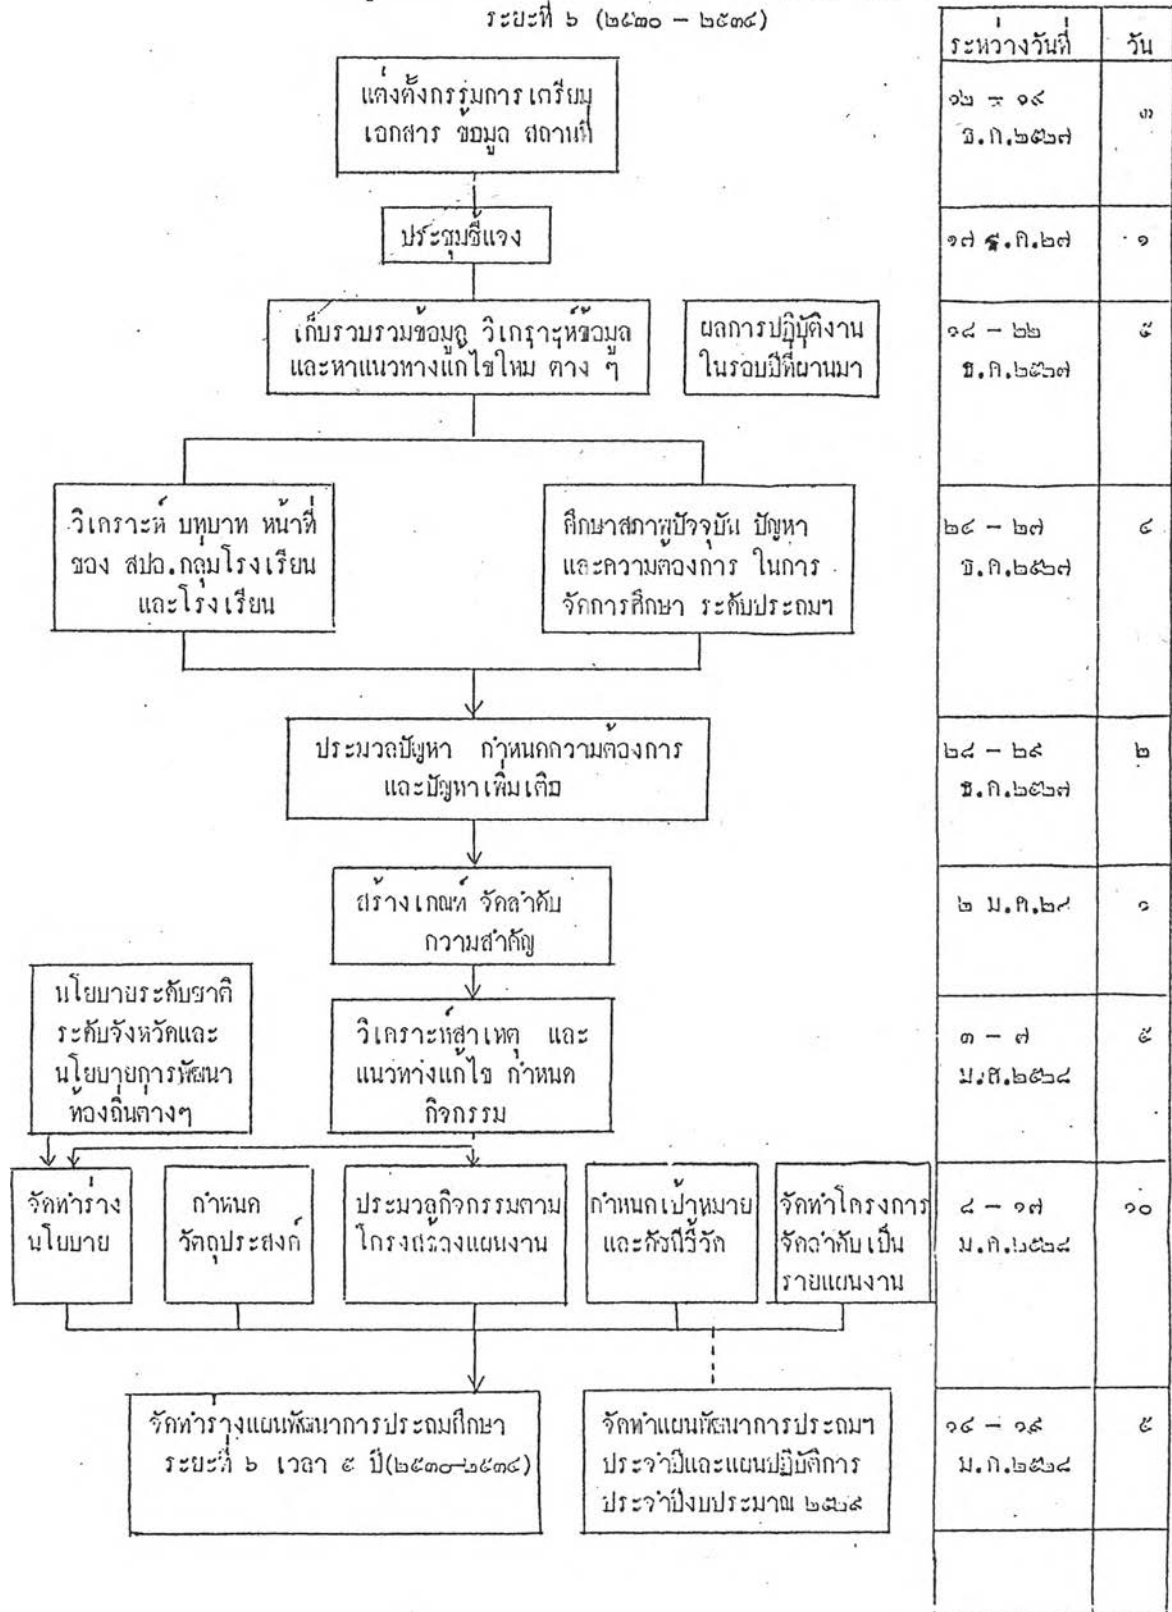 ระยะที่ ๖ (๒๕๓๐ - ๒๕๓๔)
ระหว่างวันที่
วัน
แต่งตั้งกรรมการ เตรียม
เอกสาร ข้อมูล สถานที่
๑๒ - ๑๙
ธ.ค.๒๕๒๗
๓
ประชุมชี้แจง
๑๗ ธ.ค.๒๗
๑
เก็บรวบรวมข้อมูล วิเคราะห์ข้อมูล
และหาแนวทางแก้ไขใหม่ ต่าง ๆ
ผลการปฏิบัติงาน
ในรอบปีที่ผ่านมา
๑๘ - ๒๒
ธ.ค.๒๕๒๗
๕
วิเคราะห์ บทบาท หน้าที่
ของ สปอ.กลุ่มโรงเรียน
และโรงเรียน
ศึกษาสภาพปัจจุบัน ปัญหา
และความต้องการ ในการ
จัดการศึกษา ระดับประถมฯ
๒๔ - ๒๗
ธ.ค.๒๕๒๗
๔
ประมวลปัญหา กำหนดความต้องการ
และปัญหาเพิ่มเติม
๒๘ - ๒๙
ธ.ค.๒๕๒๗
๒
สร้างเกณฑ์ จัดลำดับ
ความสำคัญ
๒ ม.ค.๒๘
๑
นโยบายระดับชาติ
ระดับจังหวัดและ
นโยบายการพัฒนา
ท้องถิ่นต่างๆ
วิเคราะห์สาเหตุ และ
แนวทางแก้ไข กำหนด
กิจกรรม
๓ - ๗
ม.ค.๒๕๒๘
๕
จัดทำร่าง
นโยบาย
กำหนด
วัตถุประสงค์
ประมวลกิจกรรมตาม
โครงสร้างแผนงาน
กำหนดเป้าหมาย
และดัชนีชี้วัด
จัดทำโครงการ
จัดลำดับเป็น
รายแผนงาน
๘ - ๑๗
ม.ค.๒๕๒๘
๑๐
จัดทำร่างแผนพัฒนาการประถมศึกษา
ระยะที่ ๖ เวลา ๕ ปี(๒๕๓๐-๒๕๓๔)
จัดทำแผนพัฒนาการประถมฯ
ประจำปีและแผนปฏิบัติการ
ประจำปีงบประมาณ ๒๕๒๙
๑๕ - ๑๙
ม.ค.๒๕๒๘
๕